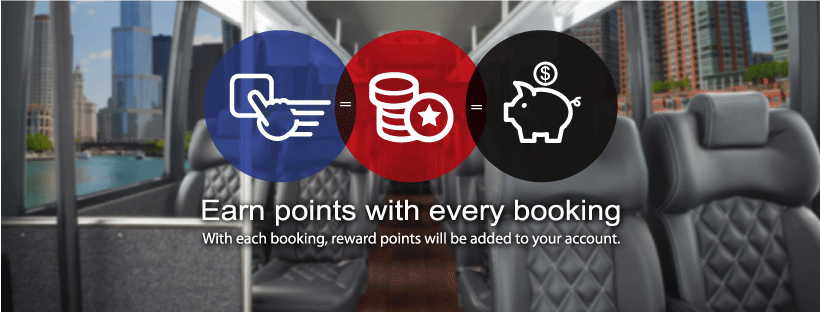 = =
$
Earn points with every booking
With each booking, reward points will be added to your account.